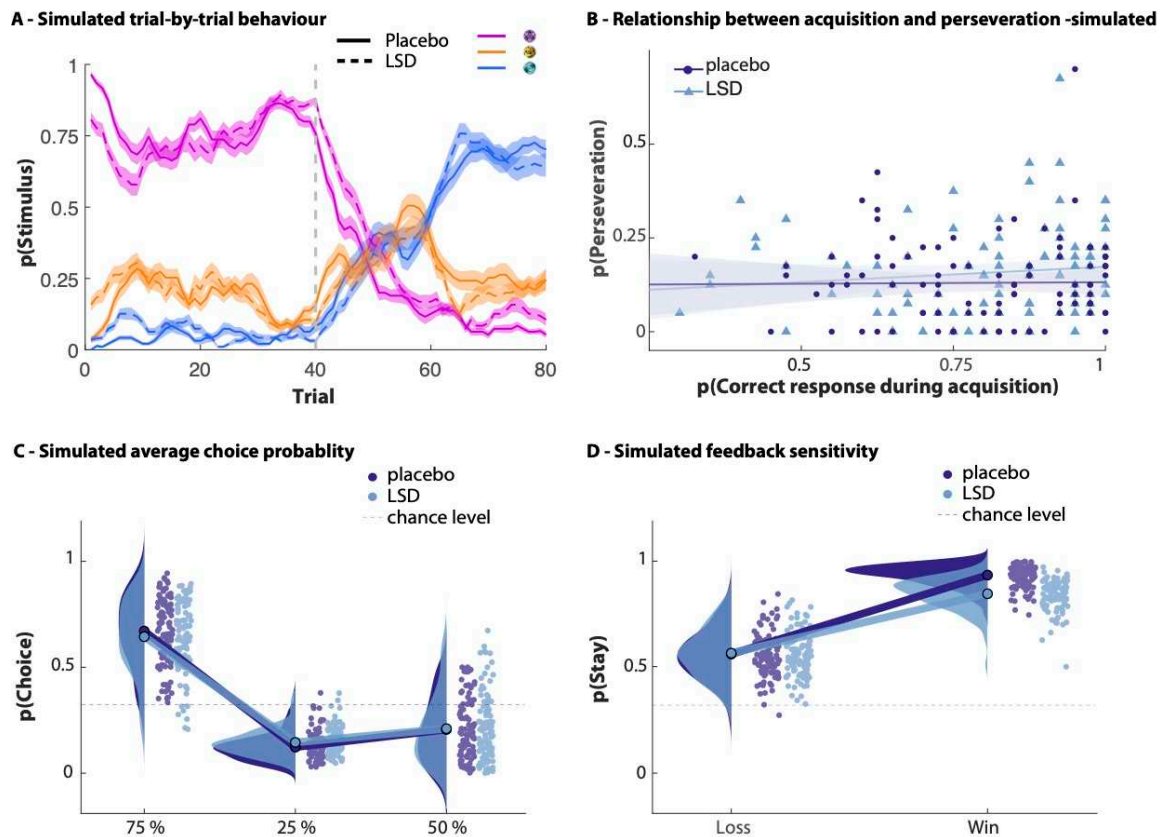 A - Simulated trial-by-trial behaviour
Placebo
LSD
1
0.75
0.5
0.25
0
p(Stimulus)
0 20 40 60 80
Trial
B - Relationship between acquisition and perseveration -simulated
placebo
LSD
0.5
0.25
0
p(Perseveration)
0.5 0.75 1
p(Correct response during acquisition)
C - Simulated average choice probablity
placebo
LSD
chance level
1
0.5
0
p(Choice)
75 % 25 % 50 %
D - Simulated feedback sensitivity
placebo
LSD
chance level
1
0.5
0
p(Stay)
Loss Win